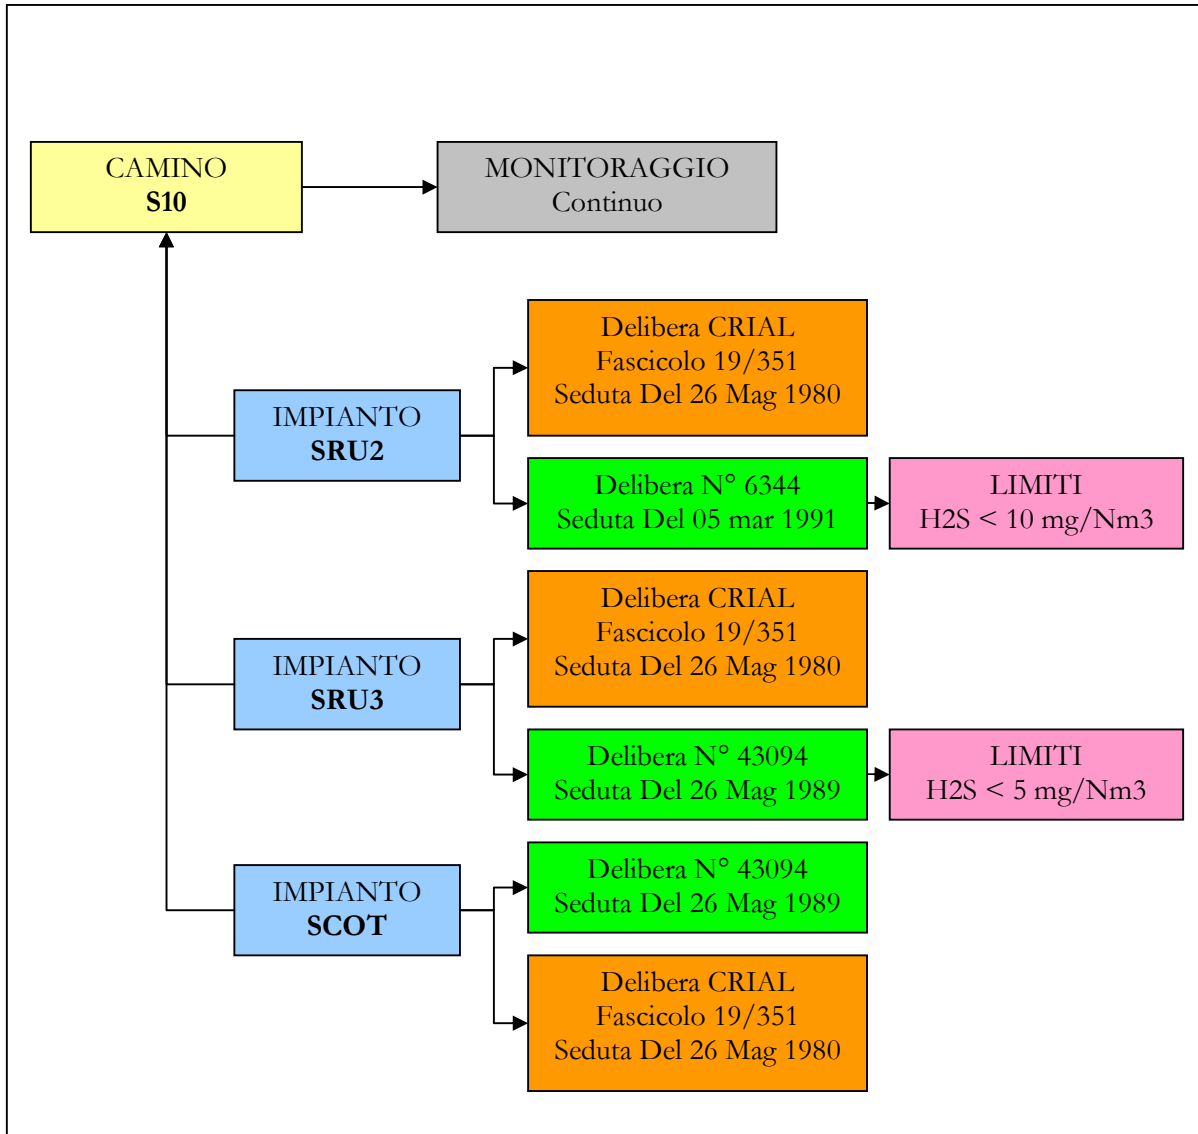 CAMINO
S10
MONITORAGGIO
Continuo
Delibera CRIAL
Fascicolo 19/351
Seduta Del 26 Mag 1980
IMPIANTO
SRU2
Delibera N° 6344
Seduta Del 05 mar 1991
LIMITI
H2S < 10 mg/Nm3
Delibera CRIAL
Fascicolo 19/351
Seduta Del 26 Mag 1980
IMPIANTO
SRU3
Delibera N° 43094
Seduta Del 26 Mag 1989
LIMITI
H2S < 5 mg/Nm3
Delibera N° 43094
Seduta Del 26 Mag 1989
IMPIANTO
SCOT
Delibera CRIAL
Fascicolo 19/351
Seduta Del 26 Mag 1980